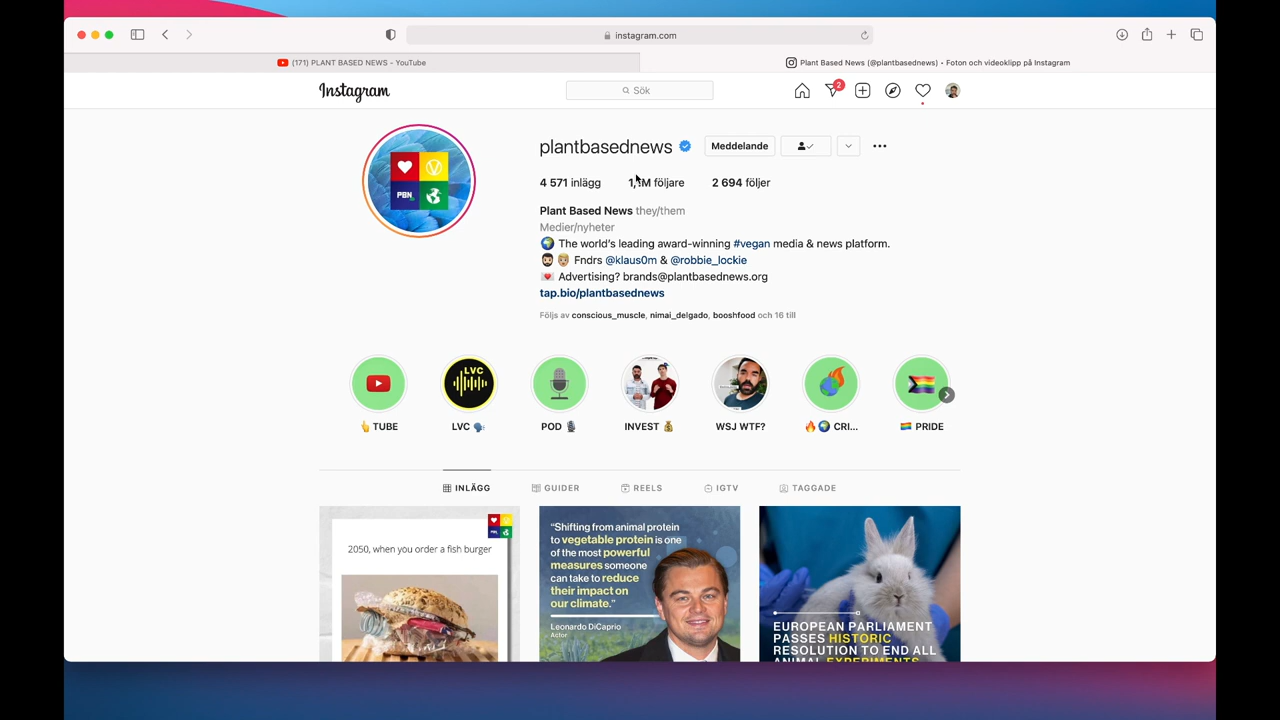 instagram.com
(171) PLANT BASED NEWS - YouTube
Plant Based News (@plantbasednews) • Foton och videoklipp på Instagram
Instagram
Sök
2
plantbasednews
Meddelande
4 571 inlägg
följare
2 694 följer
Plant Based News they/them
Medier/nyheter
The world's leading award-winning #vegan media & news platform.
Fndrs @klaus0m & @robbie_lockie
Advertising? brands@plantbasednews.org
tap.bio/plantbasednews
Följs av conscious_muscle, nimai_delgado, booshfood och 16 till
PBN
LVC
TUBE
LVC
POD
INVEST
WSJ WTF?
CRI...
PRIDE
INLÄGG
GUIDER
REELS
IGTV
TAGGADE
2050, when you order a fish burger
"Shifting from animal protein
to vegetable protein is one
of the most powerful
measures someone
can take to reduce
their impact on
our climate."
Leonardo DiCaprio
Actor
EUROPEAN PARLIAMENT
PASSES HISTORIC
RESOLUTION TO END ALL
ANIMAL EXPERIMENTS